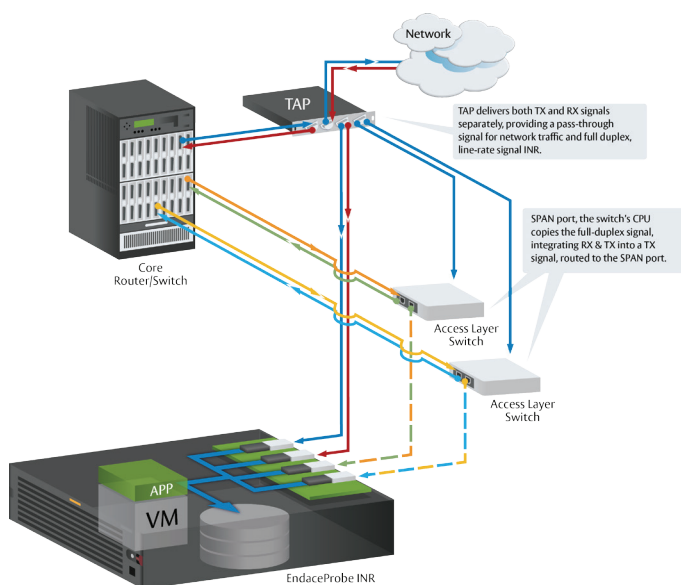 Network
TAP
TAP delivers both TX and RX signals
separately, providing a pass-through
signal for network traffic and full duplex,
line-rate signal INR.
SPAN port, the switch's CPU
copies the full-duplex signal,
integrating RX & TX into a TX
signal, routed to the SPAN port.
Core
Router/Switch
Access Layer
Switch
Access Layer
Switch
APP
VM
EndaceProbe INR